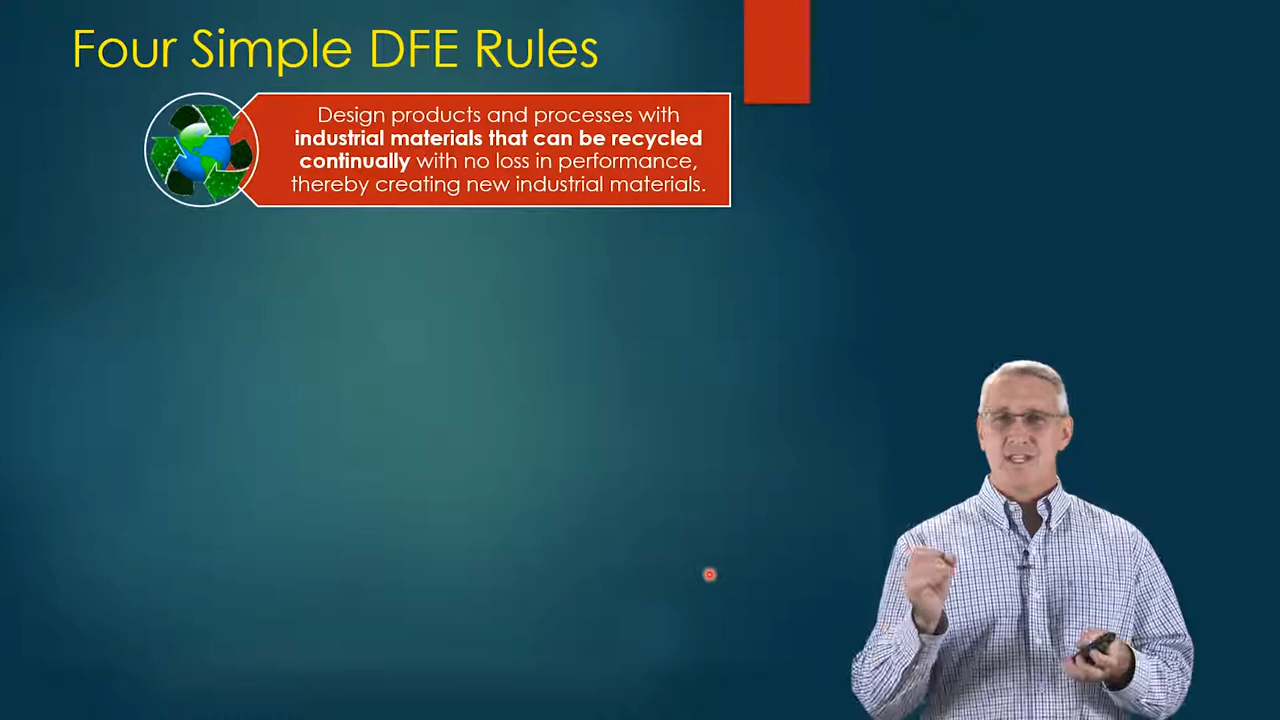 Four Simple DFE Rules
Design products and processes with
industrial materials that can be recycled
continually with no loss in performance,
thereby creating new industrial materials.